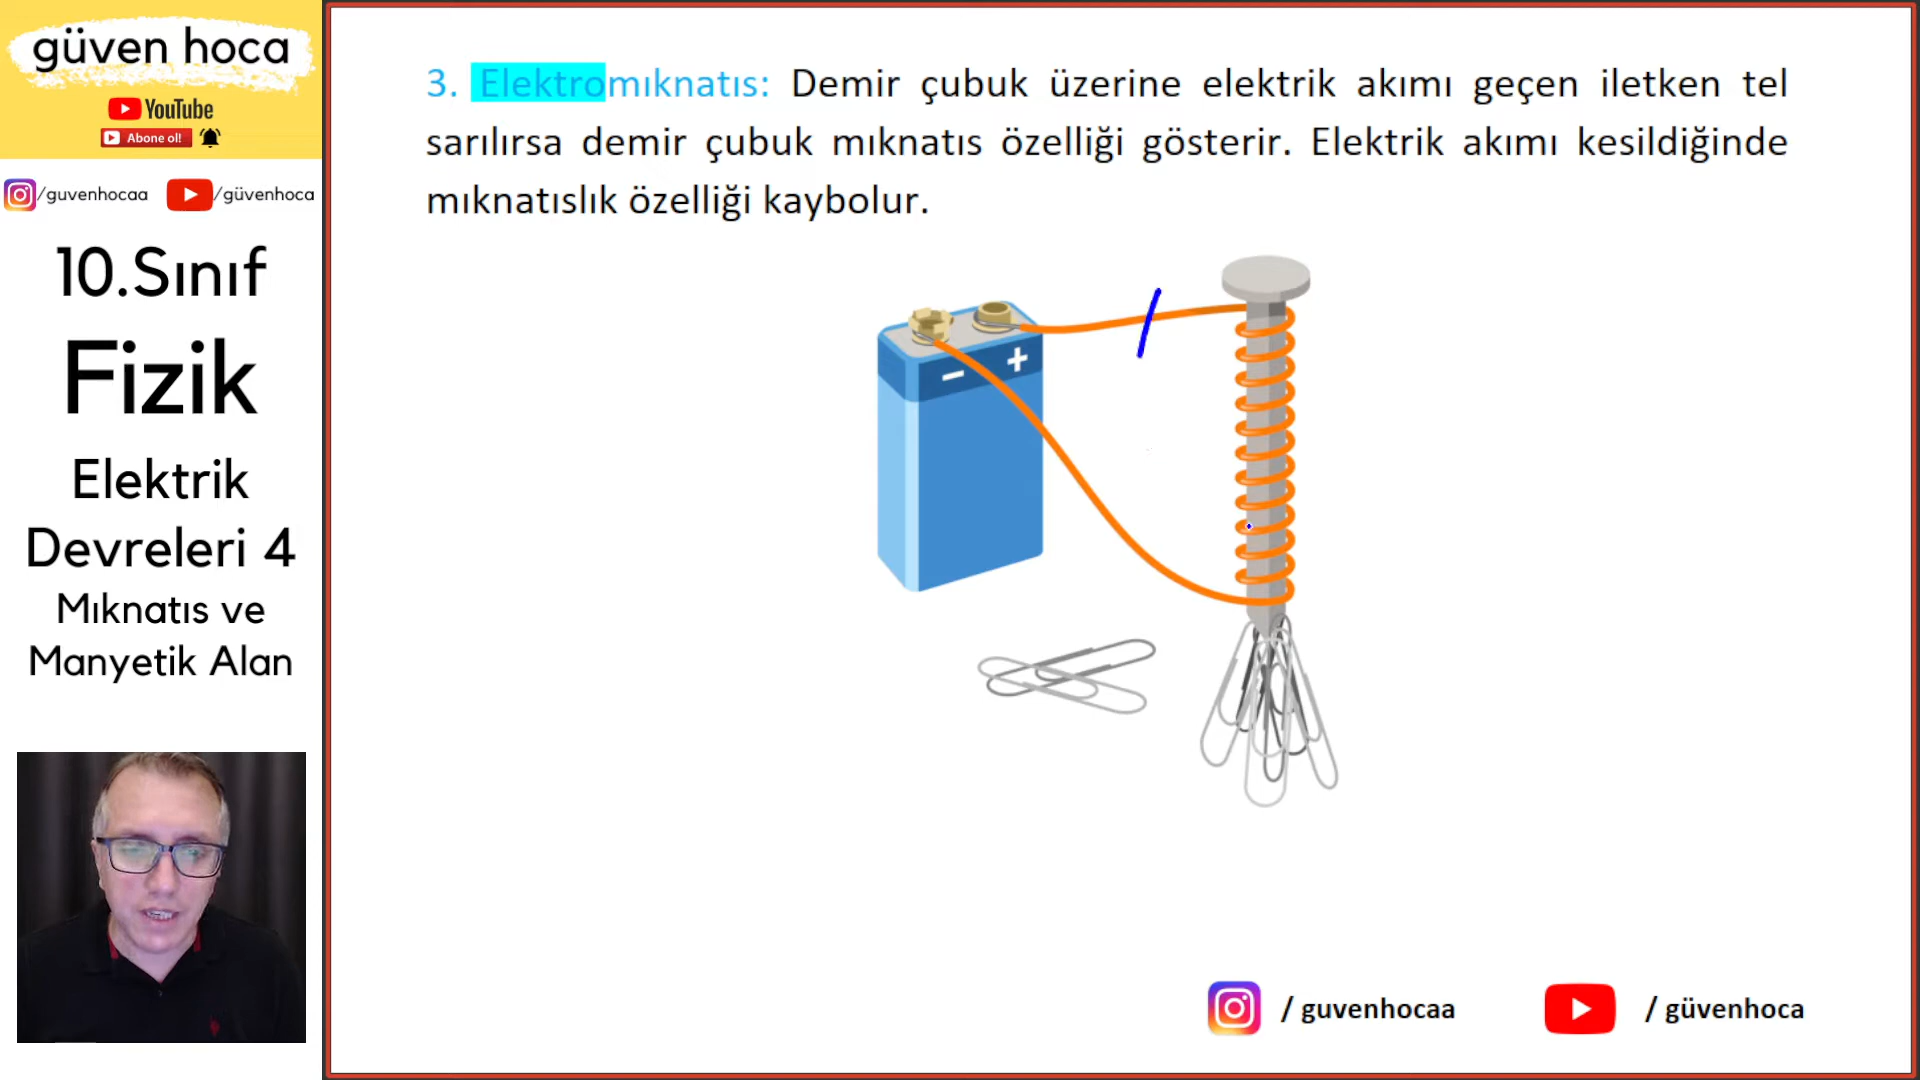 güven hoca
YouTube
Abone ol!
/guvenhocaa
/güvenhoca
10.Sınıf
Fizik
Elektrik
Devreleri 4
Mıknatıs ve
Manyetik Alan
3. Elektromıknatıs: Demir çubuk üzerine elektrik akımı geçen iletken tel
sarılırsa demir çubuk mıknatıs özelliği gösterir. Elektrik akımı kesildiğinde
mıknatıslık özelliği kaybolur.
- +
/ guvenhocaa
/ güvenhoca